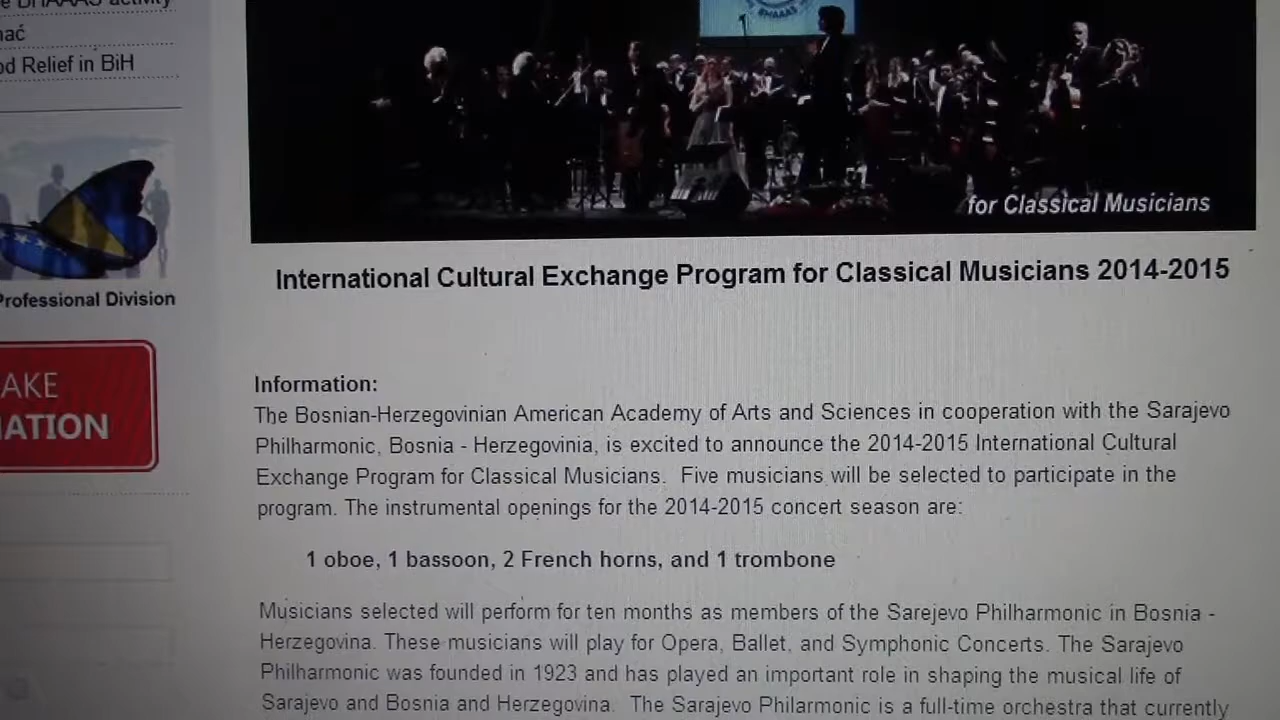 BHAAAS activity
nać
od Relief in BiH
BHAAAS
for Classical Musicians
International Cultural Exchange Program for Classical Musicians 2014-2015
Professional Division
AKE
NATION
Information:
The Bosnian-Herzegovinian American Academy of Arts and Sciences in cooperation with the Sarajevo
Philharmonic, Bosnia - Herzegovinia, is excited to announce the 2014-2015 International Cultural
Exchange Program for Classical Musicians. Five musicians will be selected to participate in the
program. The instrumental openings for the 2014-2015 concert season are:
1 oboe, 1 bassoon, 2 French horns, and 1 trombone
Musicians selected will perform for ten months as members of the Sarejevo Philharmonic in Bosnia -
Herzegovina. These musicians will play for Opera, Ballet, and Symphonic Concerts. The Sarajevo
Philharmonic was founded in 1923 and has played an important role in shaping the musical life of
Sarajevo and Bosnia and Herzegovina. The Sarajevo Philarmonic is a full-time orchestra that currently